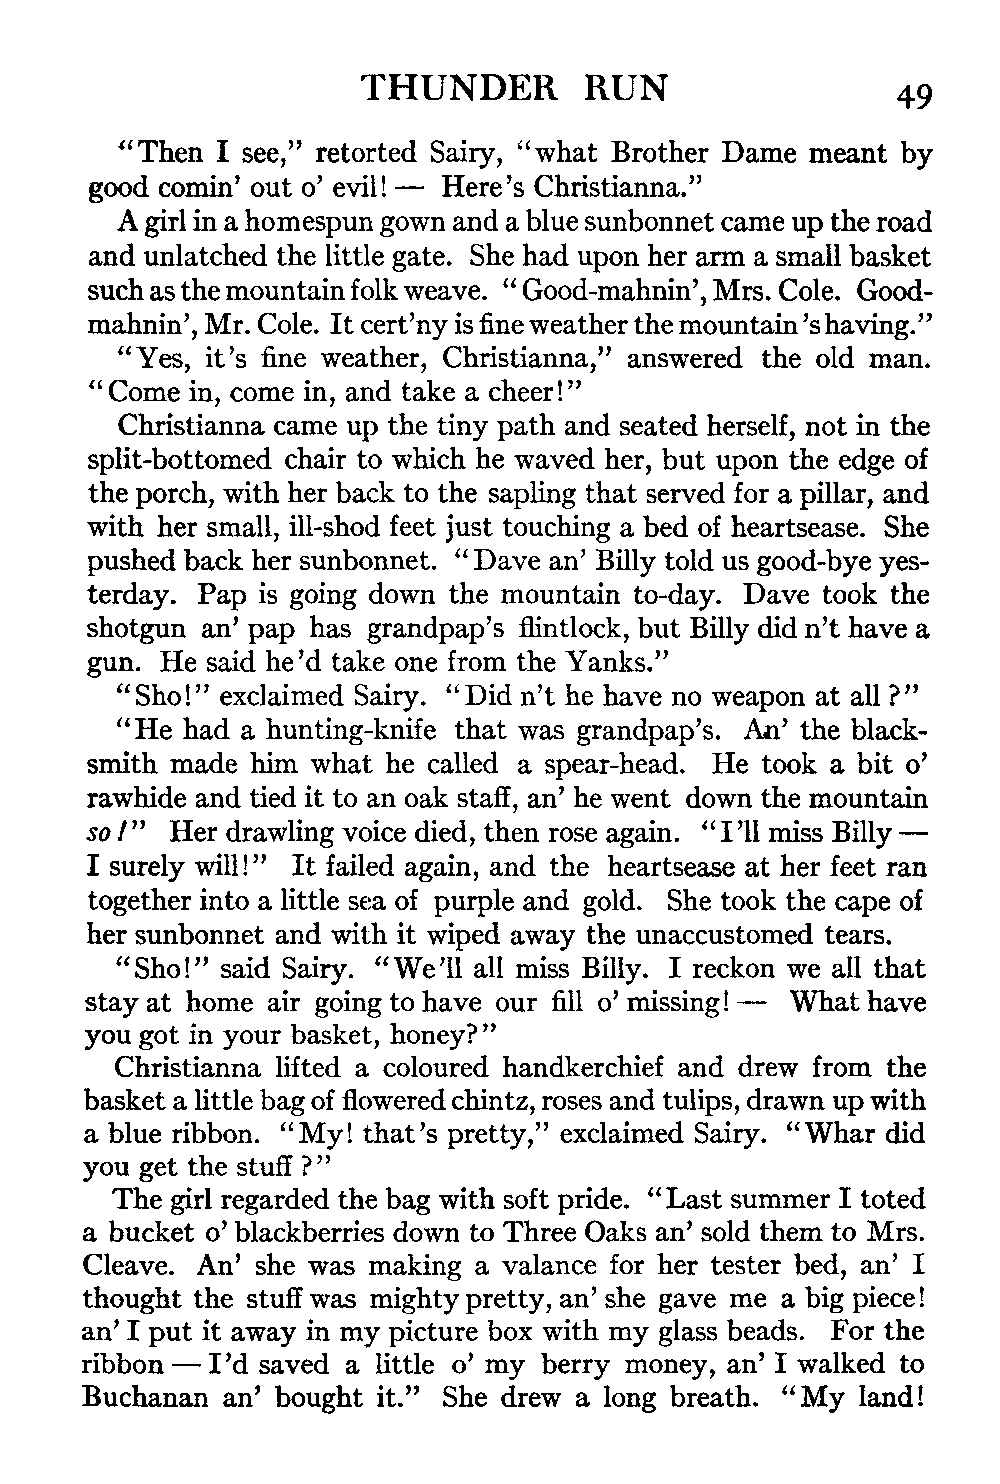 THUNDER RUN 49
“Then I see,” retorted Sairy, “what Brother Dame meant by
good comin’ out o’ evil! — Here’s Christianna.”
A girl in a homespun gown and a blue sunbonnet came up the road
and unlatched the little gate. She had upon her arm a small basket
such as the mountain folk weave. “Good-mahnin’, Mrs. Cole. Good-
mahnin’, Mr. Cole. It cert’ny is fine weather the mountain ’s having.”
“Yes, it’s fine weather, Christianna,” answered the old man.
“Come in, come in, and take a cheer!”
Christianna came up the tiny path and seated herself, not in the
split-bottomed chair to which he waved her, but upon the edge of
the porch, with her back to the sapling that served for a pillar, and
with her small, ill-shod feet just touching a bed of heartsease. She
pushed back her sunbonnet. “Dave an’ Billy told us good-bye yes-
terday. Pap is going down the mountain to-day. Dave took the
shotgun an’ pap has grandpap’s flintlock, but Billy did n’t have a
gun. He said he’d take one from the Yanks.”
“Sho!” exclaimed Sairy. “Did n’t he have no weapon at all?”
“He had a hunting-knife that was grandpap’s. An’ the black-
smith made him what he called a spear-head. He took a bit o’
rawhide and tied it to an oak staff, an’ he went down the mountain
so!” Her drawling voice died, then rose again. “I’ll miss Billy —
I surely will!” It failed again, and the heartsease at her feet ran
together into a little sea of purple and gold. She took the cape of
her sunbonnet and with it wiped away the unaccustomed tears.
“Sho!” said Sairy. “We’ll all miss Billy. I reckon we all that
stay at home air going to have our fill o’ missing! — What have
you got in your basket, honey?”
Christianna lifted a coloured handkerchief and drew from the
basket a little bag of flowered chintz, roses and tulips, drawn up with
a blue ribbon. “My! that’s pretty,” exclaimed Sairy. “Whar did
you get the stuff?”
The girl regarded the bag with soft pride. “Last summer I toted
a bucket o’ blackberries down to Three Oaks an’ sold them to Mrs.
Cleave. An’ she was making a valance for her tester bed, an’ I
thought the stuff was mighty pretty, an’ she gave me a big piece!
an’ I put it away in my picture box with my glass beads. For the
ribbon — I’d saved a little o’ my berry money, an’ I walked to
Buchanan an’ bought it.” She drew a long breath. “My land!